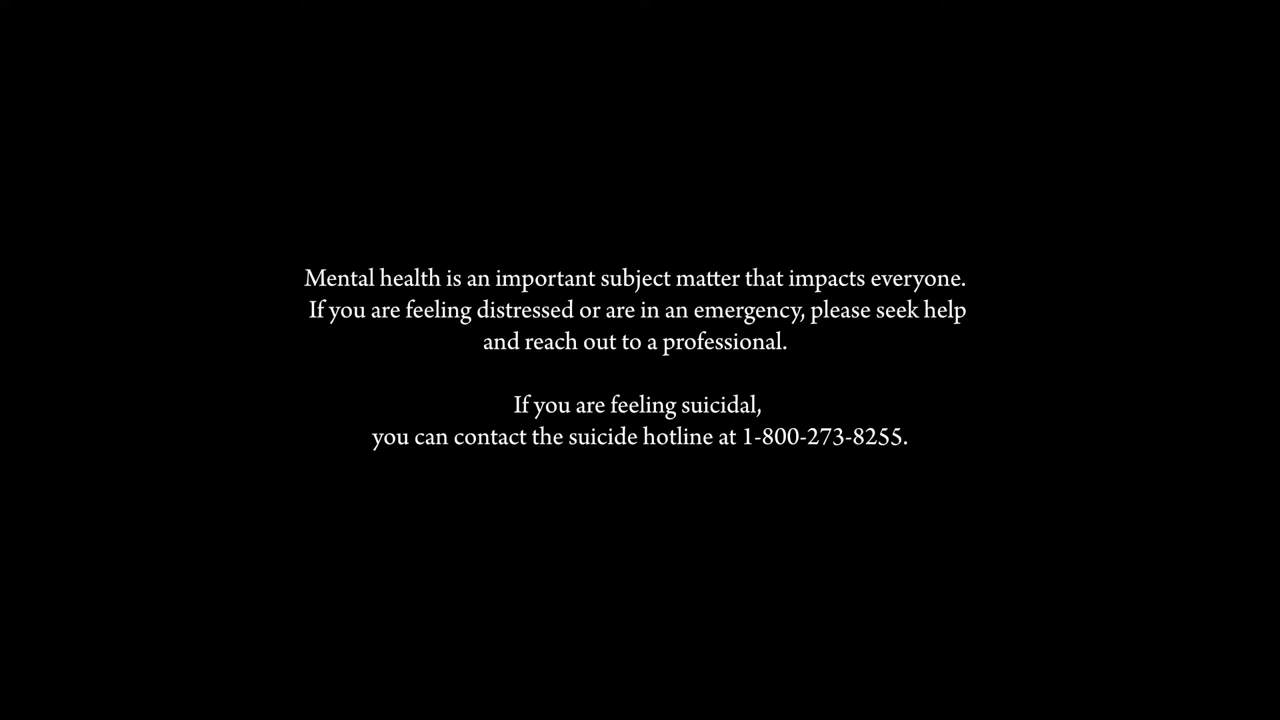 Mental health is an important subject matter that impacts everyone.
If you are feeling distressed or are in an emergency, please seek help
and reach out to a professional.
If you are feeling suicidal,
you can contact the suicide hotline at 1-800-273-8255.